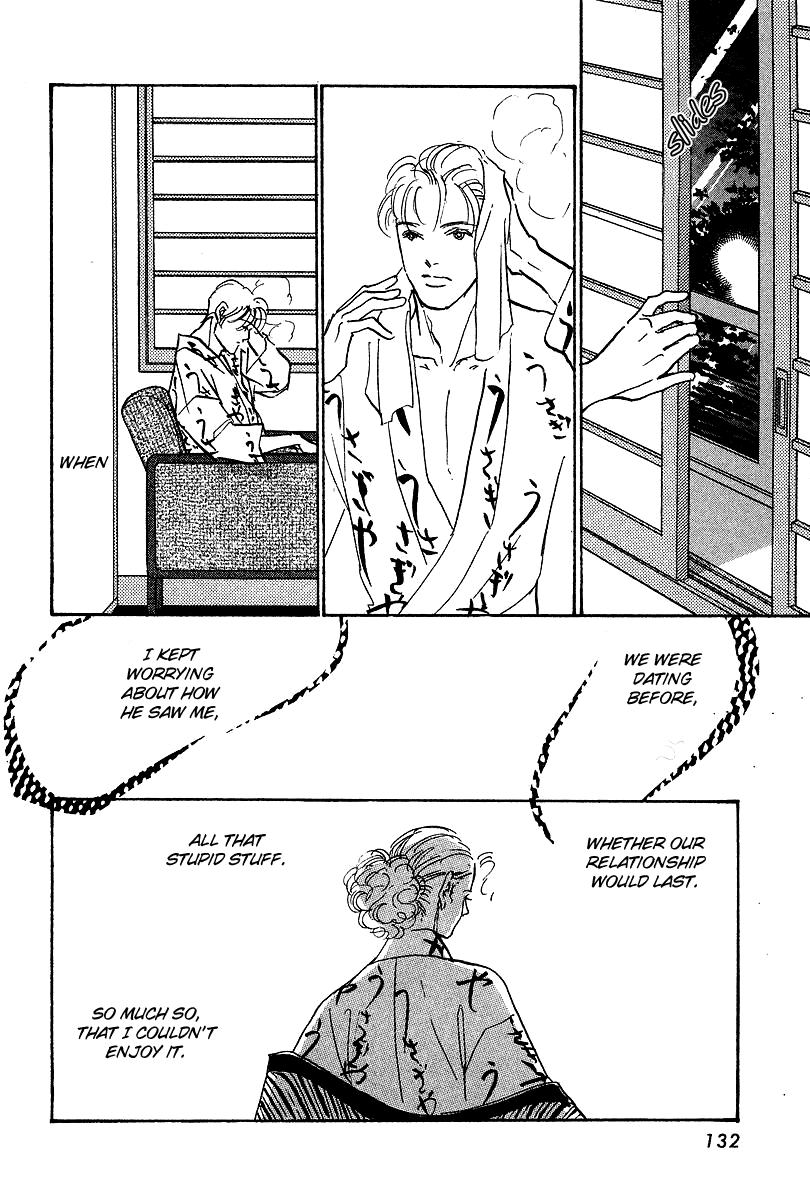 slides
WHEN
WE WERE
DATING
BEFORE,
I KEPT
WORRYING
ABOUT HOW
HE SAW ME,
WHETHER OUR
RELATIONSHIP
WOULD LAST.
ALL THAT
STUPID STUFF.
SO MUCH SO,
THAT I COULDN'T
ENJOY IT.
132